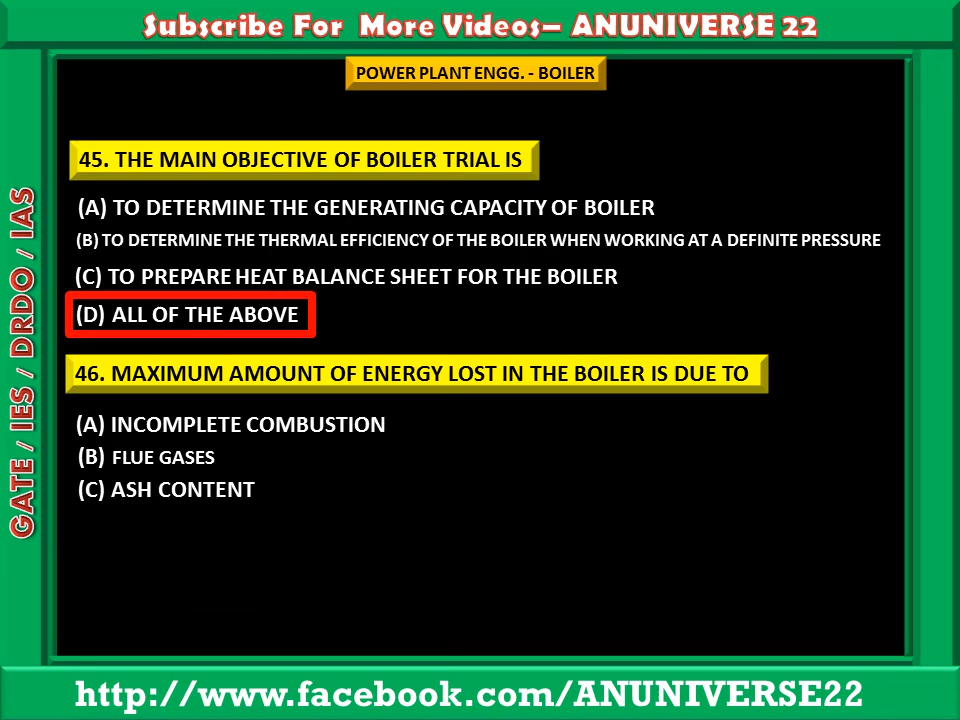 Subscribe For More Videos– ANUNIVERSE 22
POWER PLANT ENGG. - BOILER
GATE / IES / DRDO / IAS
45. THE MAIN OBJECTIVE OF BOILER TRIAL IS
(A) TO DETERMINE THE GENERATING CAPACITY OF BOILER
(B) TO DETERMINE THE THERMAL EFFICIENCY OF THE BOILER WHEN WORKING AT A DEFINITE PRESSURE
(C) TO PREPARE HEAT BALANCE SHEET FOR THE BOILER
(D) ALL OF THE ABOVE
46. MAXIMUM AMOUNT OF ENERGY LOST IN THE BOILER IS DUE TO
(A) INCOMPLETE COMBUSTION
(B) FLUE GASES
(C) ASH CONTENT
http://www.facebook.com/ANUNIVERSE22